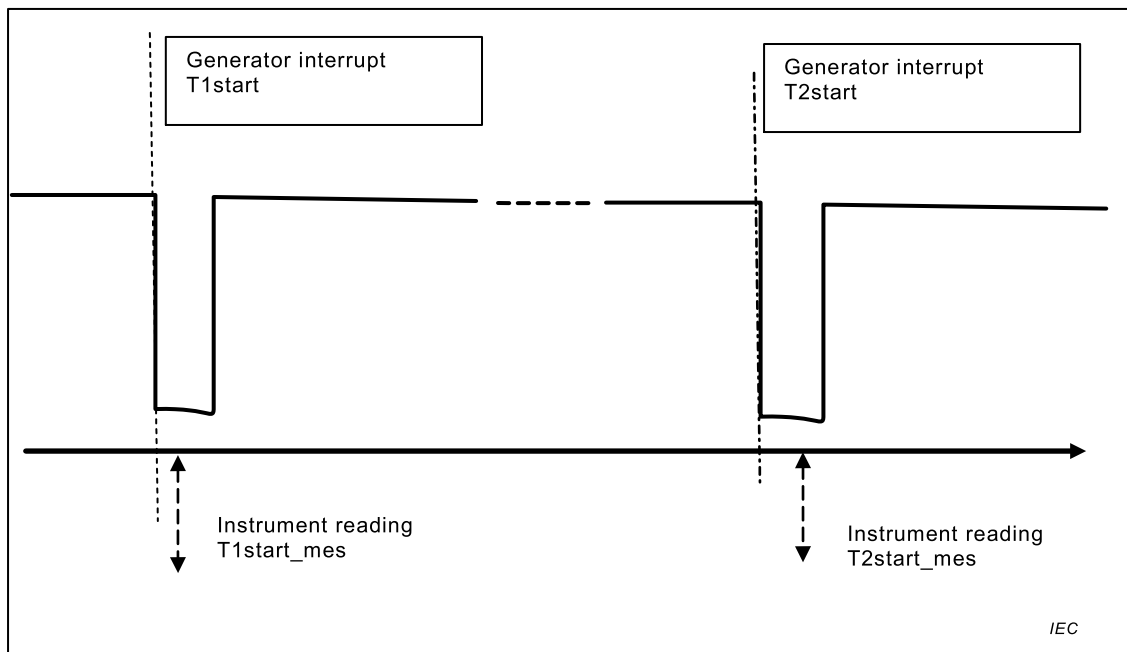 Generator interrupt
T1start
Generator interrupt
T2start
Instrument reading
T1start_mes
Instrument reading
T2start_mes
IEC